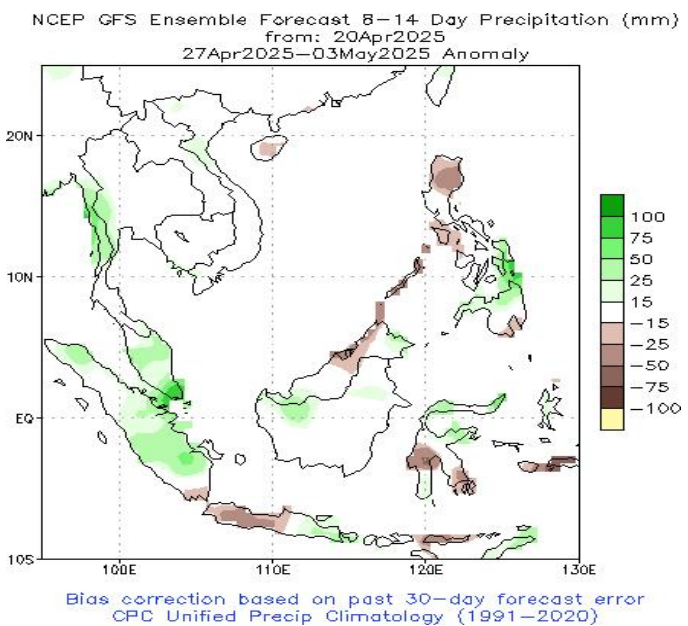 NCEP GFS Ensemble Forecast 8-14 Day Precipitation (mm)
from: 20Apr2025
27Apr2025-03May2025 Anomaly
20N
10N
EQ
10S
100E
110E
120E
130E
100
75
50
25
15
-15
-25
-50
-75
-100
Bias correction based on past 30-day forecast error
CPC Unified Precip Climatology (1991-2020)